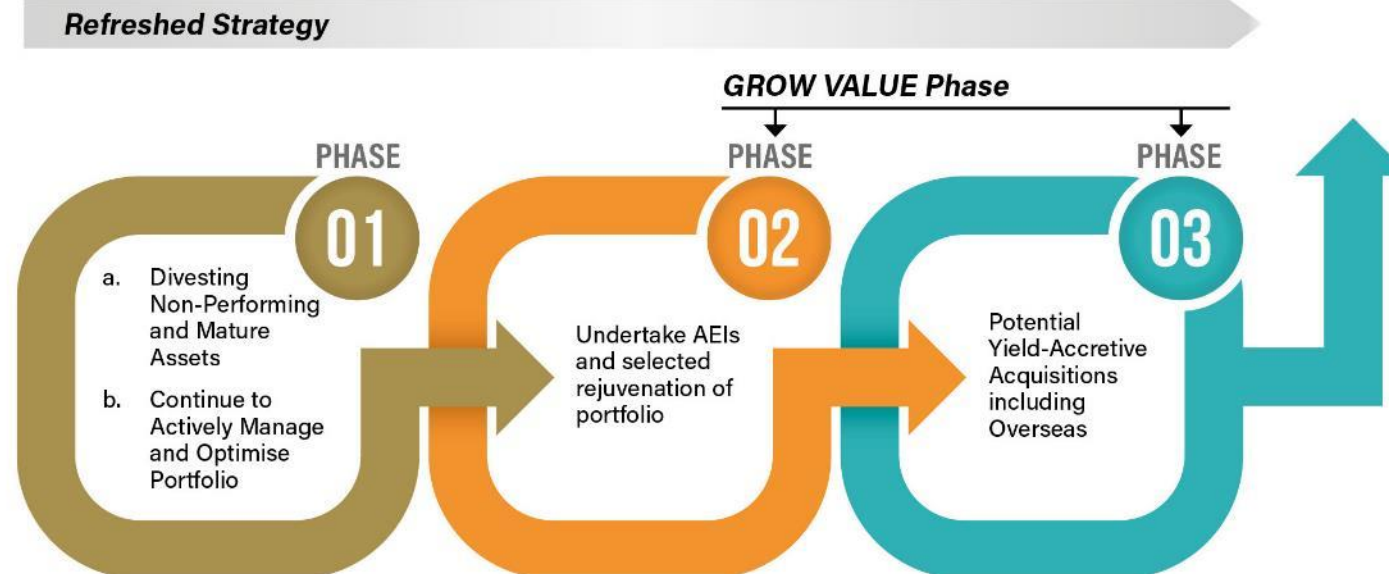 Refreshed Strategy
GROW VALUE Phase
PHASE
01
a. Divesting
Non-Performing
and Mature
Assets
b. Continue to
Actively Manage
and Optimise
Portfolio
PHASE
02
Undertake AEIs
and selected
rejuvenation of
portfolio
PHASE
03
Potential
Yield-Accretive
Acquisitions
including
Overseas